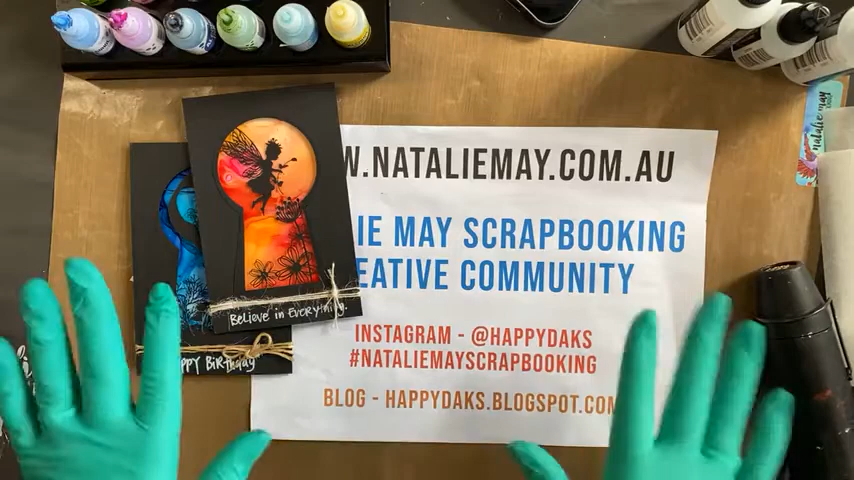 W.NATALIEMAY.COM.AU
IE MAY SCRAPBOOKING
EATIVE COMMUNITY
INSTAGRAM - @HAPPYDAKS
#NATALIEMAYSCRAPBOOKING
BLOG - HAPPYDAKS.BLOGSPOT.COM
Believe in Everything.
PPY BiRTHday
natalie may